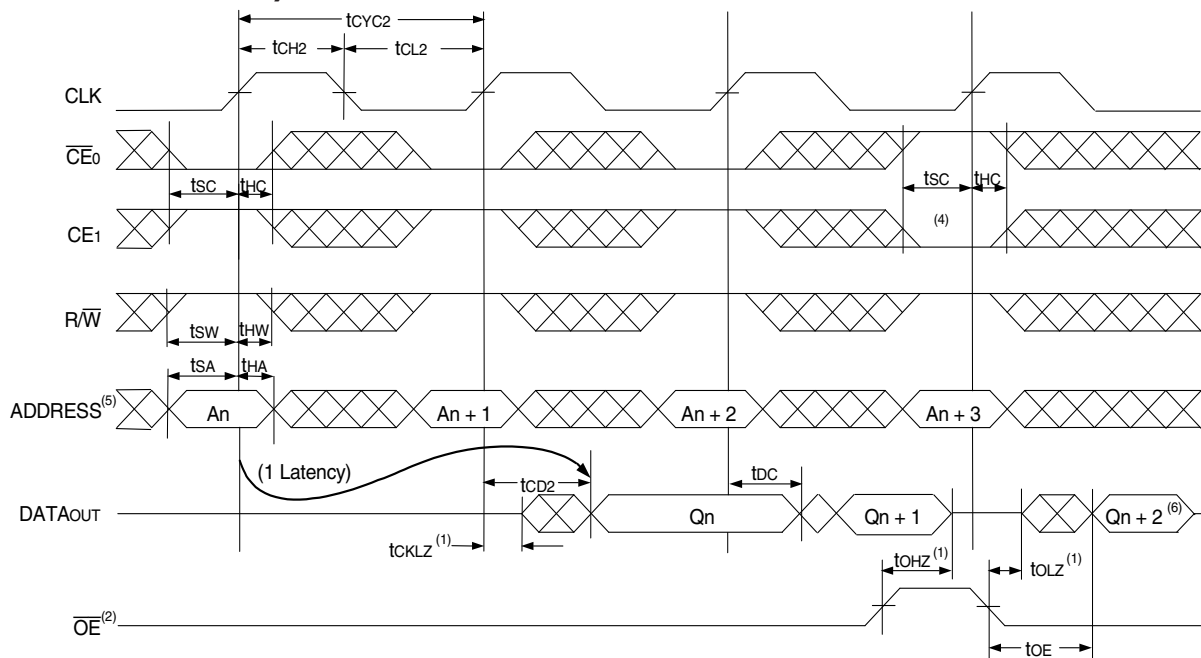 tCYC2
tCH2 tCL2
CLK
CE0
tSC tHC tSC tHC
CE1 (4)
R/W
tSW tHW
tSA tHA
ADDRESS(5) An An + 1 An + 2 An + 3
(1 Latency) tCD2 tDC
DATAOUT Qn Qn + 1 Qn + 2(6)
tCKLZ(1) tOHZ(1) tOLZ(1)
OE(2)
tOE